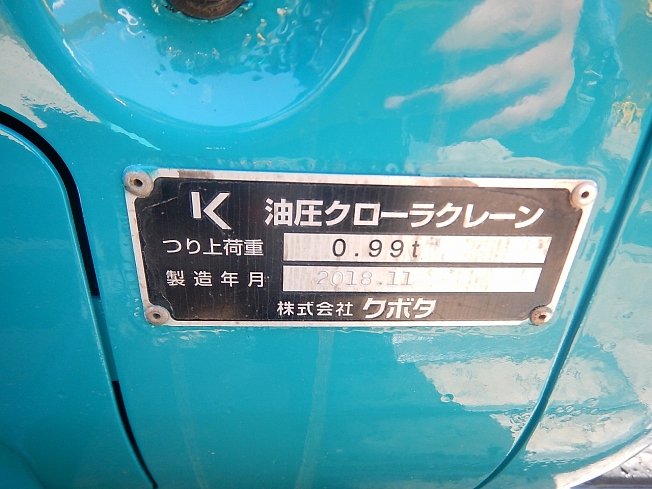 K 油圧クローラクレーン
つり上荷重 0.99t
製造年月 2018.11
株式会社 クボタ